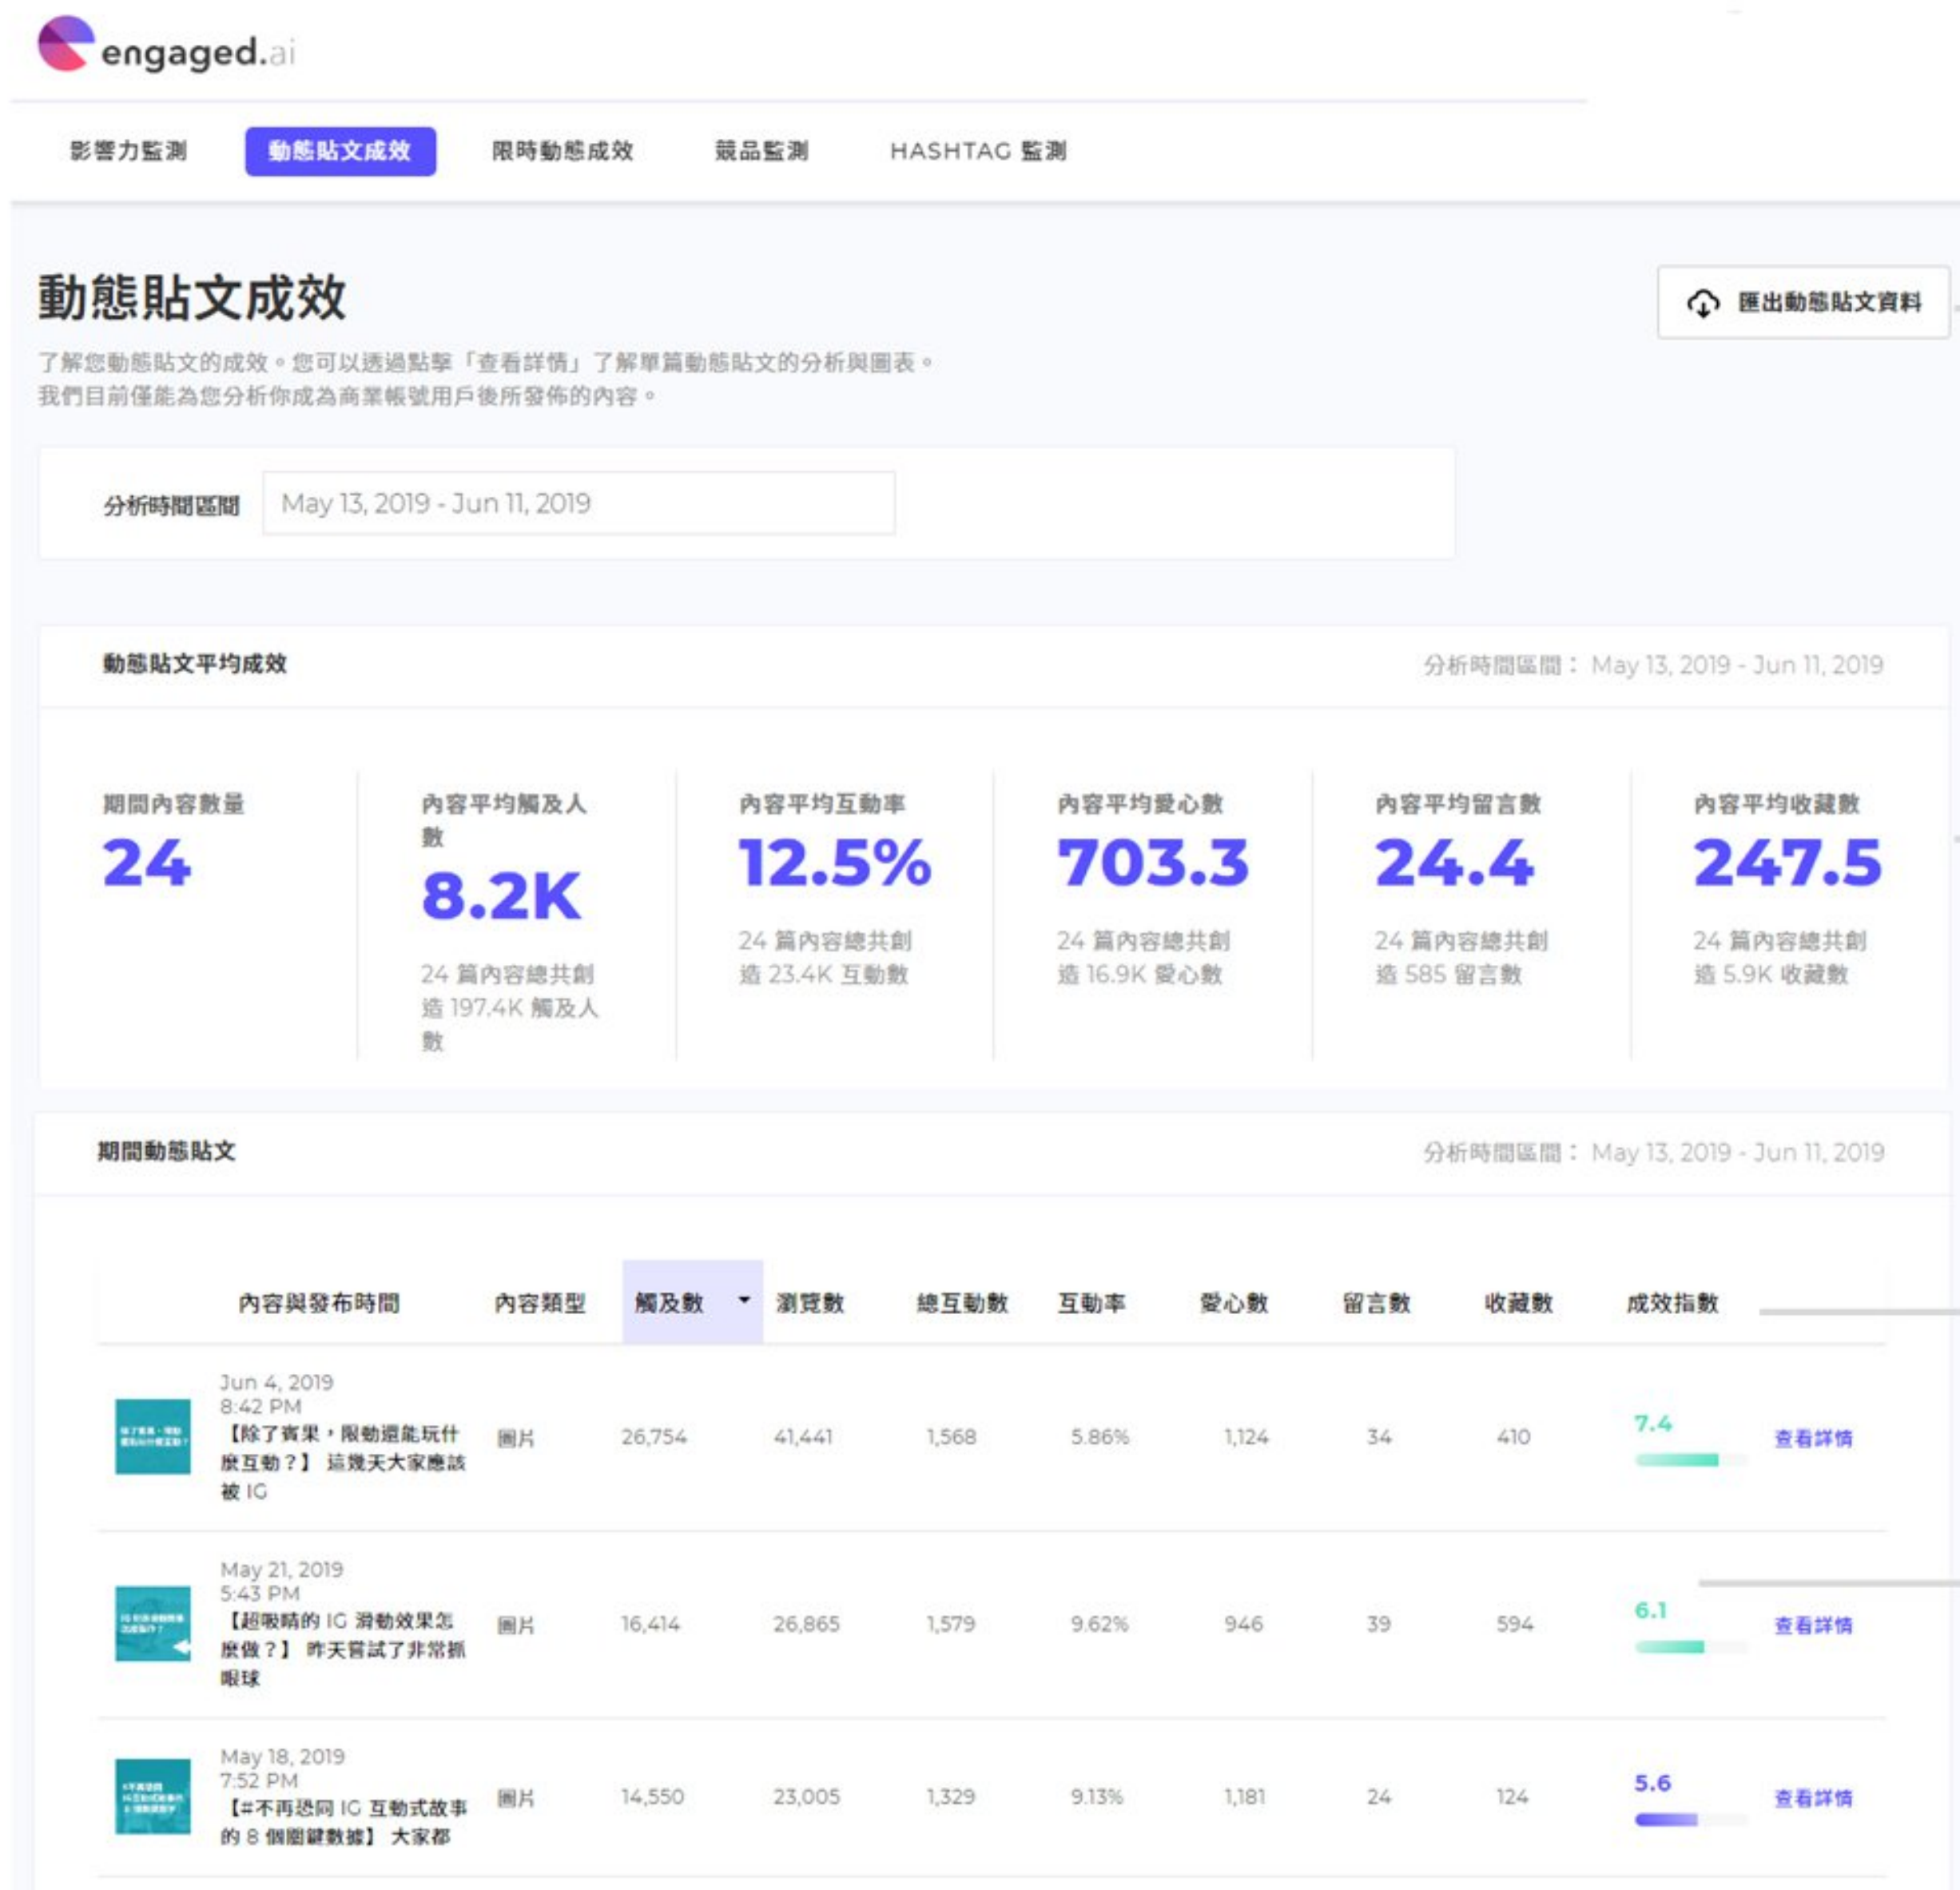 engaged.ai
影響力監測 動態貼文成效 限時動態成效 競品監測 HASHTAG 監測
動態貼文成效
匯出動態貼文資料
了解您動態貼文的成效。您可以透過點擊「查看詳情」了解單篇動態貼文的分析與圖表。
我們目前僅能為您分析你成為商業帳號用戶後所發佈的內容。
分析時間區間 May 13, 2019 - Jun 11, 2019
動態貼文平均成效
分析時間區間： May 13, 2019 - Jun 11, 2019
期間內容數量
24
內容平均觸及人
數
8.2K
24 篇內容總共創
造 197.4K 觸及人
數
內容平均互動率
12.5%
24 篇內容總共創
造 23.4K 互動數
內容平均愛心數
703.3
24 篇內容總共創
造 16.9K 愛心數
內容平均留言數
24.4
24 篇內容總共創
造 585 留言數
內容平均收藏數
247.5
24 篇內容總共創
造 5.9K 收藏數
期間動態貼文
分析時間區間： May 13, 2019 - Jun 11, 2019
內容與發布時間 內容類型 觸及數 瀏覽數 總互動數 互動率 愛心數 留言數 收藏數 成效指數
Jun 4, 2019
8:42 PM
【除了賓果，限動還能玩什
麼互動？】 這幾天大家應該
被 IG
圖片 26,754 41,441 1,568 5.86% 1,124 34 410 7.4 查看詳情
May 21, 2019
5:43 PM
【超吸睛的 IG 滑動效果怎
麼做？】 昨天嘗試了非常抓
眼球
圖片 16,414 26,865 1,579 9.62% 946 39 594 6.1 查看詳情
May 18, 2019
7:52 PM
【#不再恐同 IG 互動式故事
的 8 個關鍵數據】 大家都
圖片 14,550 23,005 1,329 9.13% 1,181 24 124 5.6 查看詳情